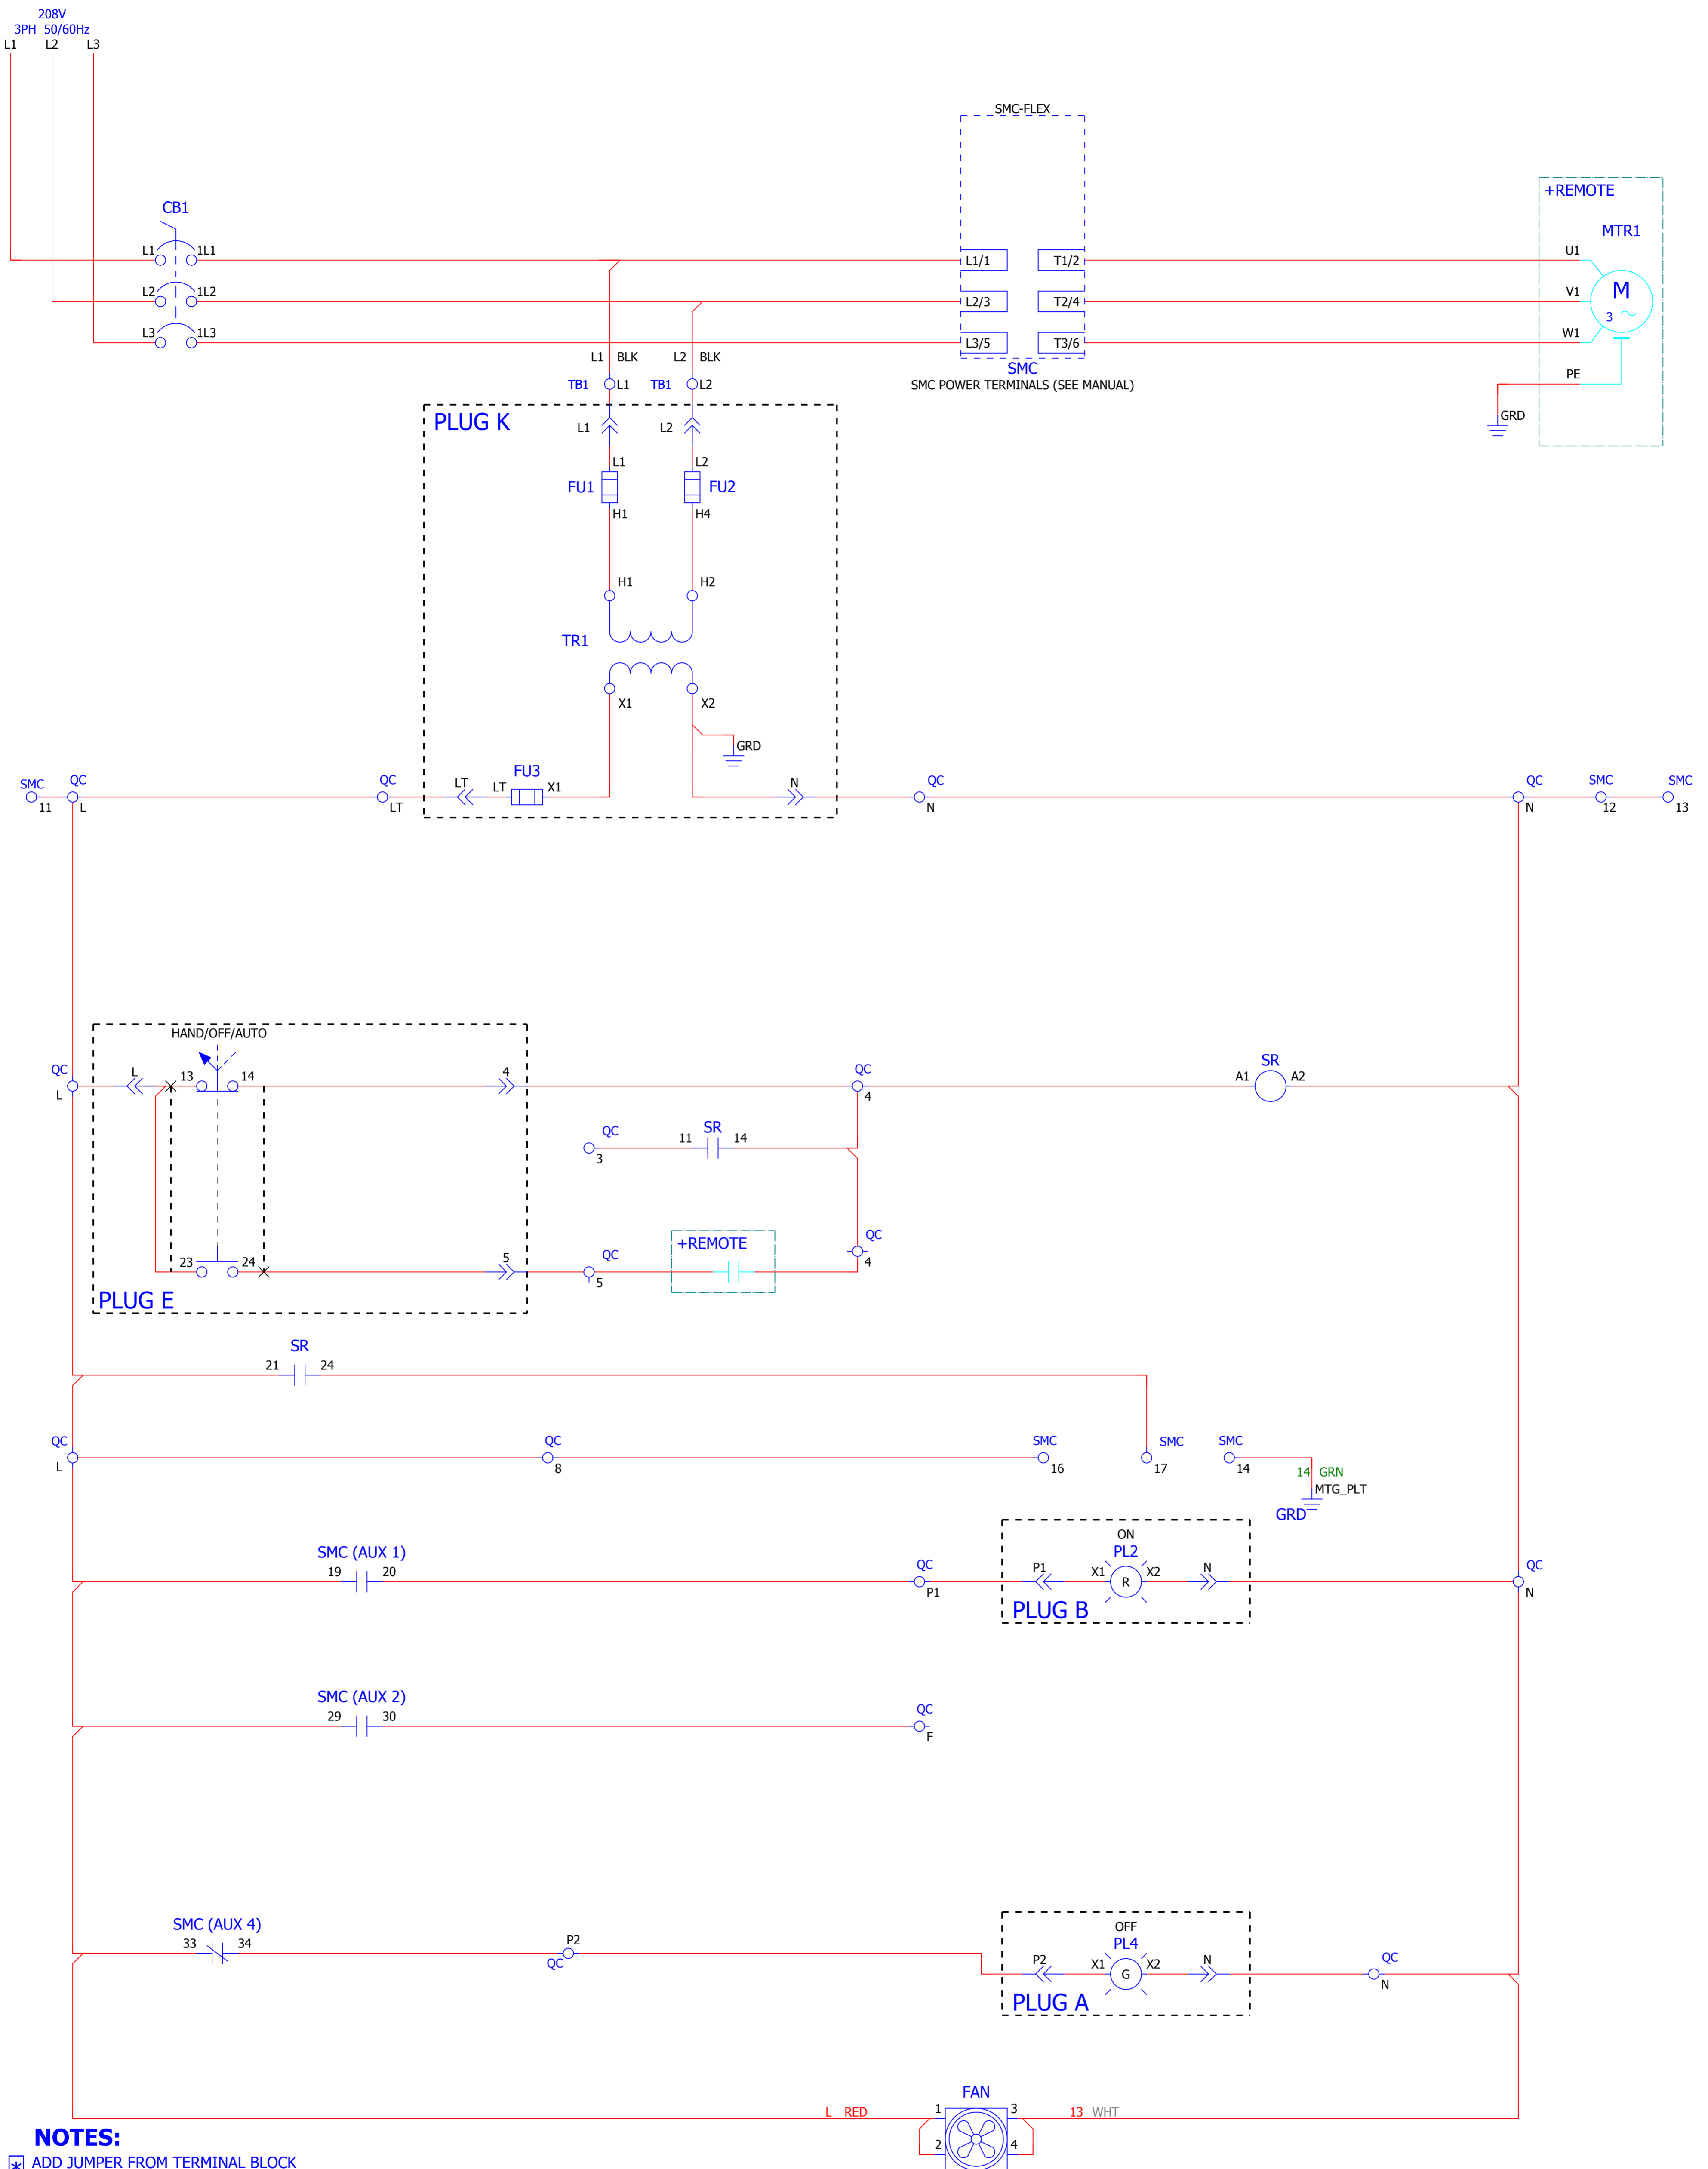 208V
3PH 50/60Hz
L1 L2 L3
SMC-FLEX
+REMOTE
CB1
MTR1
L1 1L1 L1/1 T1/2 U1
L2 1L2 L2/3 T2/4 V1 M
3
L3 1L3 L3/5 T3/6 W1
L1 BLK L2 BLK SMC
TB1 L1 TB1 L2 SMC POWER TERMINALS (SEE MANUAL) PE
PLUG K L1 L2 GRD
L1 L2
FU1 FU2
H1 H4
H1 H2
TR1
X1 X2
GRD
FU3
SMC QC QC LT LT X1 N QC QC SMC SMC
11 L LT N N 12 13
HAND/OFF/AUTO
QC L 13 14 4 QC A1 SR A2
L 4
QC 11 SR 14
3
+REMOTE QC
23 24 5 QC 4
5
PLUG E
SR
21 24
QC QC SMC SMC SMC
L 8 16 17 14
14 GRN
MTG_PLT
GRD
ON
SMC (AUX 1) PL2
19 20 QC P1 X1 R X2 N QC
P1 N
PLUG B
SMC (AUX 2)
29 30 QC
F
SMC (AUX 4) OFF
33 34 P2 PL4
QC P2 X1 G X2 N QC
N
PLUG A
FAN
L RED 1 3 13 WHT
2 4
NOTES:
* ADD JUMPER FROM TERMINAL BLOCK